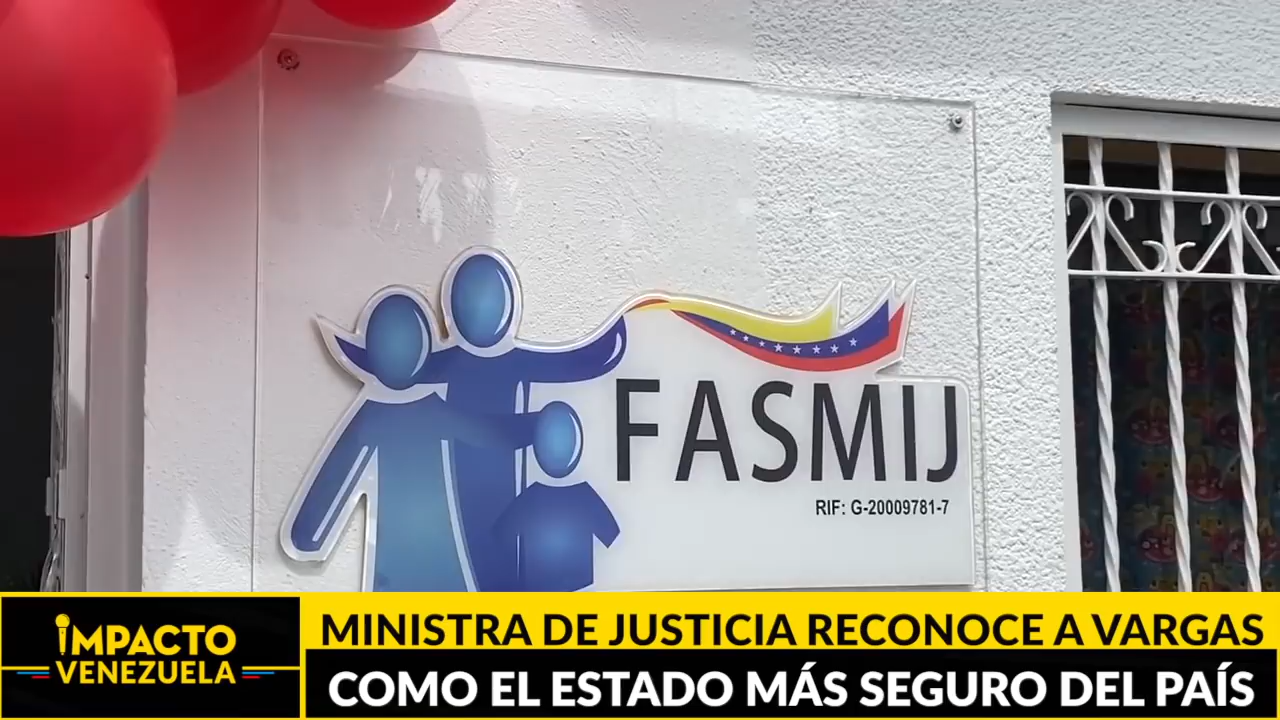 FASMIJ
RIF: G-20009781-7
IMPACTO
VENEZUELA
MINISTRA DE JUSTICIA RECONOCE A VARGAS
COMO EL ESTADO MÁS SEGURO DEL PAÍS